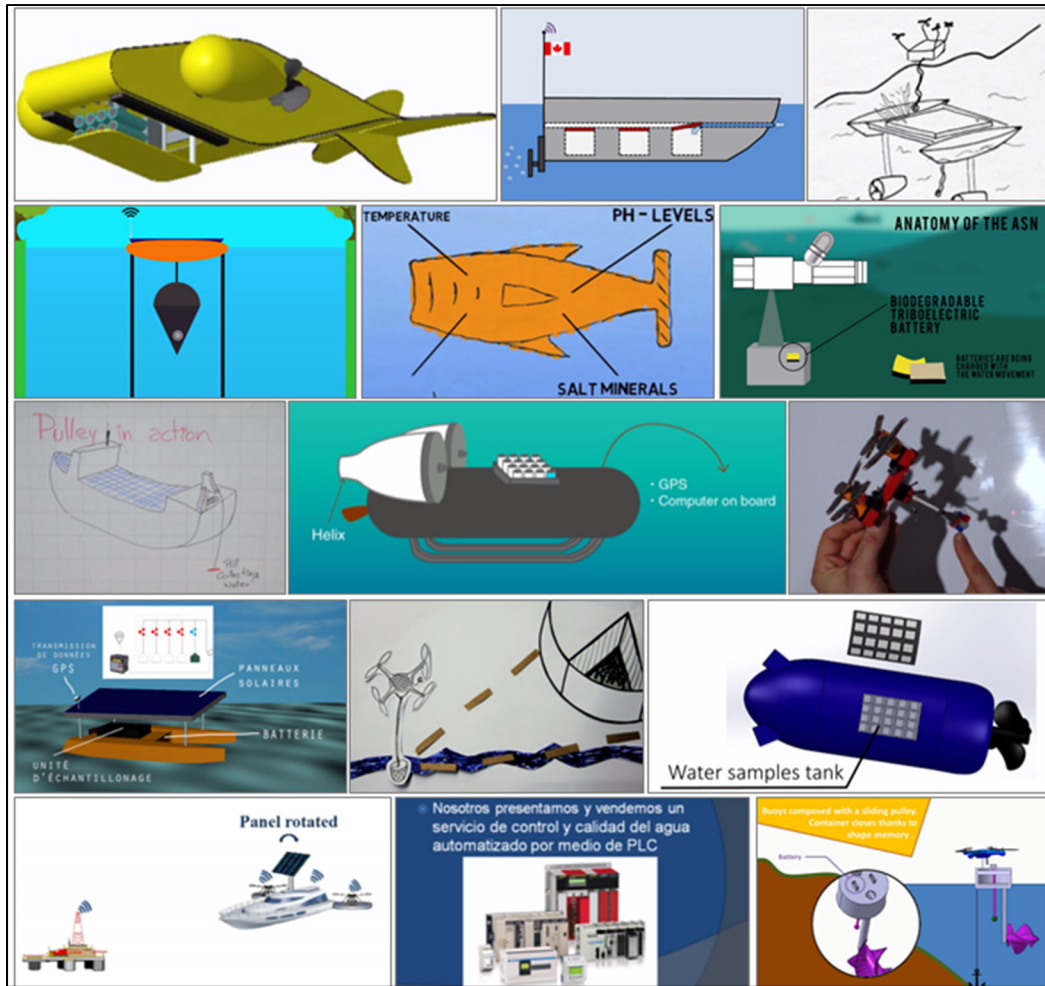 TEMPERATURE
PH - LEVELS
SALT MINERALS
ANATOMY OF THE ASN
BIODEGRADABLE
TRIBOELECTRIC
BATTERY
BATTERIES ARE BEING
CHARGED WITH
THE WATER MOVEMENT
Pulley in action
Pill
Collecting
Water
Helix
• GPS
• Computer on board
TRANSMISSION
DE DONNÉES
GPS
PANNEAUX
SOLAIRES
BATTERIE
UNITÉ
D'ÉCHANTILLONAGE
Water samples tank
Panel rotated
Nosotros presentamos y vendemos un
servicio de control y calidad del agua
automatizado por medio de PLC
Buoys composed with a sliding pulley.
Container closes thanks to
shape memory .
Battery